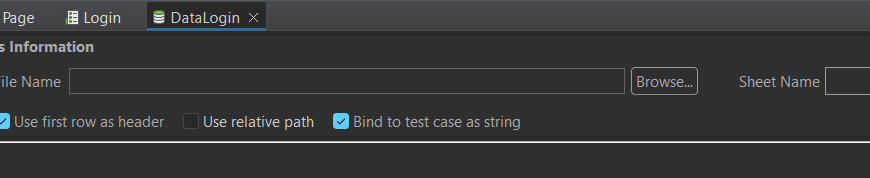 Page Login DataLogin
s Information
File Name Browse... Sheet Name
Use first row as header Use relative path Bind to test case as string